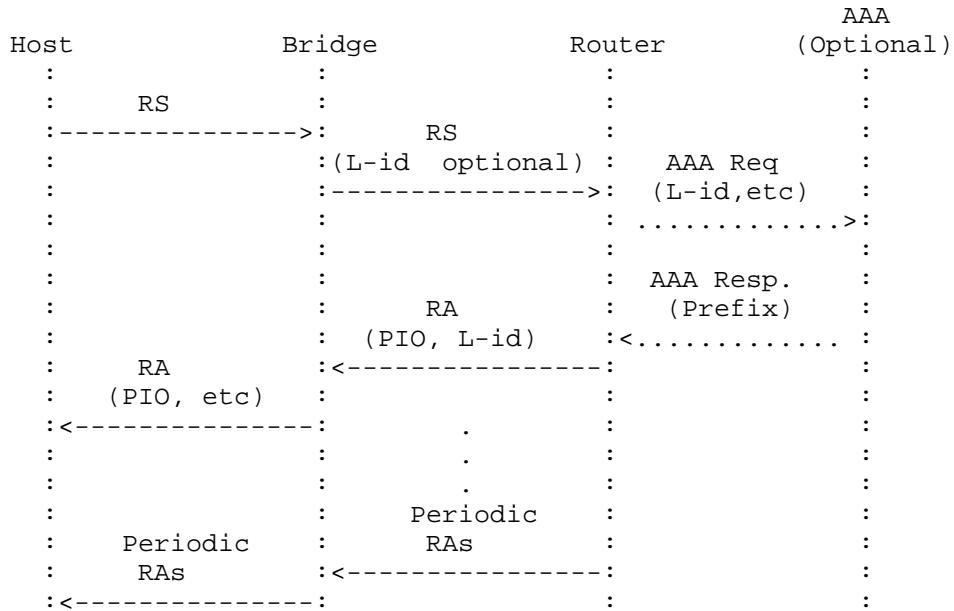 AAA
Host Bridge Router (Optional)
: : : :
: RS : : :
:--------------->: RS : :
: :(L-id optional) : AAA Req :
: :---------------->: (L-id,etc) :
: : : .............>:
: : : :
: : : AAA Resp. :
: : RA : (Prefix) :
: : (PIO, L-id) :<............. :
: RA :<----------------: :
: (PIO, etc) : : :
:<---------------: . : :
: : . : :
: : . : :
: : Periodic : :
: Periodic : RAs : :
: RAs :<----------------: :
:<---------------: : :